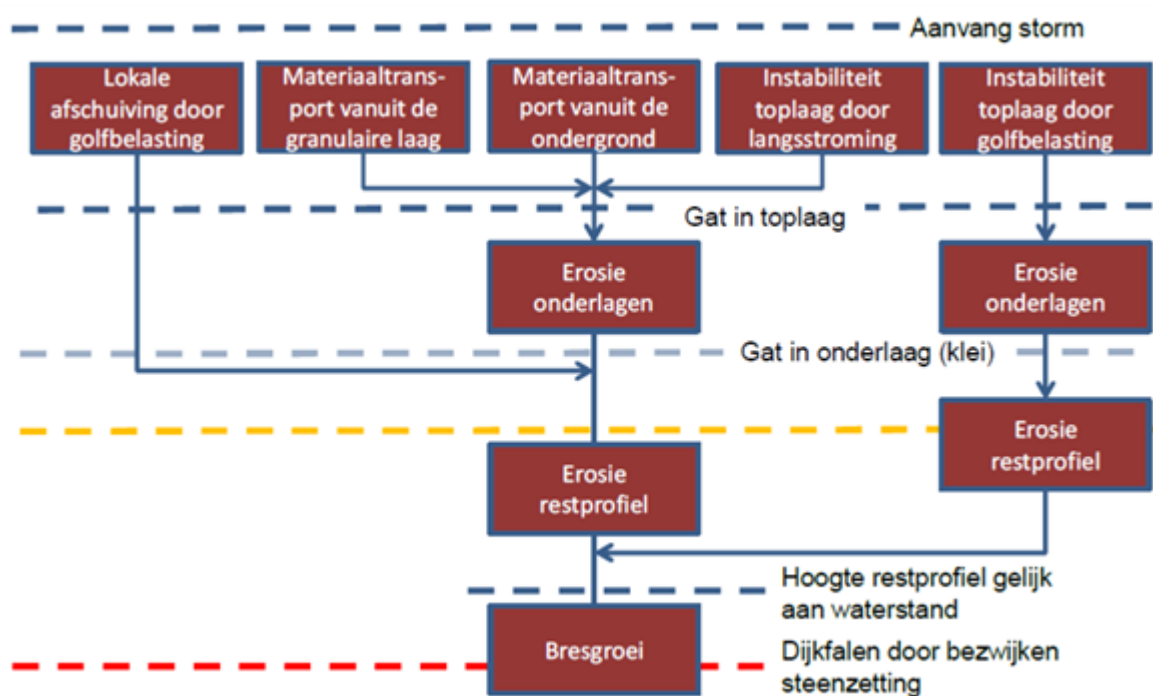 Aanvang storm
Lokale
afschuiving door
golfbelasting
Materiaaltrans-
port vanuit de
granulaire laag
Materiaaltrans-
port vanuit de
ondergrond
Instabiliteit
toplaag door
langsstroming
Instabiliteit
toplaag door
golfbelasting
Gat in toplaag
Erosie
onderlagen
Erosie
onderlagen
Gat in onderlaag (klei)
Erosie
restprofiel
Erosie
restprofiel
Hoogte restprofiel gelijk
aan waterstand
Bresgroei
Dijkfalen door bezwijken
steenzetting